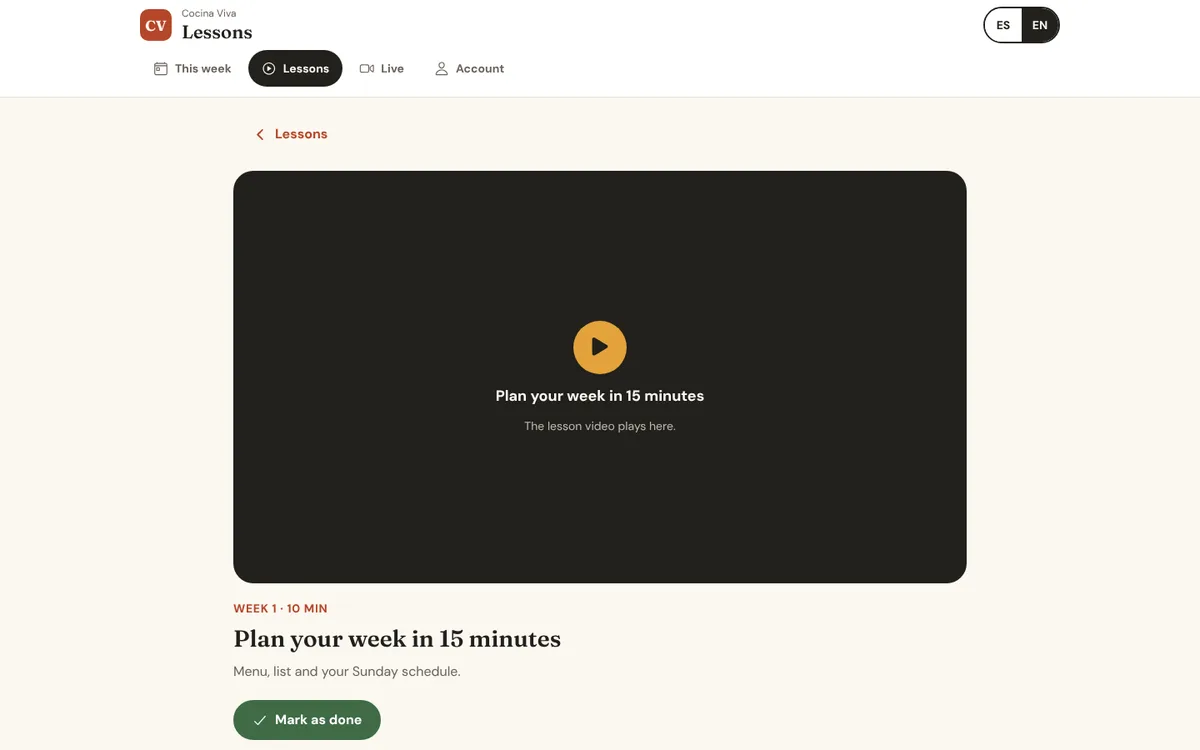 CV
Cocina Viva
Lessons
ES
EN
This week
Lessons
Live
Account
Lessons
Plan your week in 15 minutes
The lesson video plays here.
WEEK 1 · 10 MIN
Plan your week in 15 minutes
Menu, list and your Sunday schedule.
Mark as done